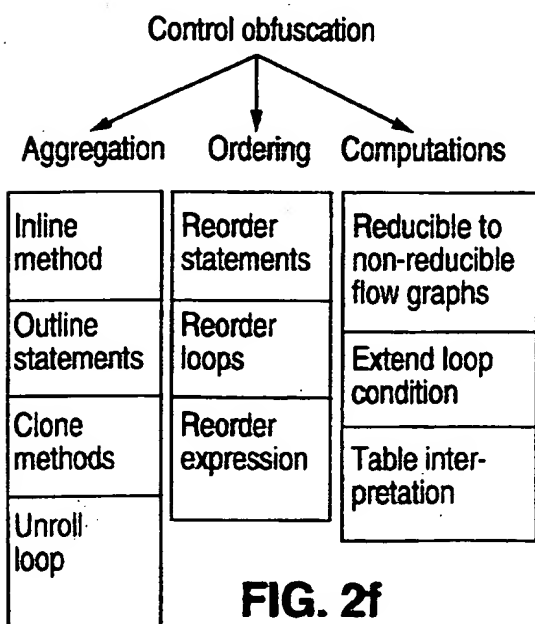 Control obfuscation
Aggregation
Ordering
Computations
Inline
method
Outline
statements
Clone
methods
Unroll
loop
Reorder
statements
Reorder
loops
Reorder
expression
Reducible to
non-reducible
flow graphs
Extend loop
condition
Table inter-
pretation
FIG. 2f